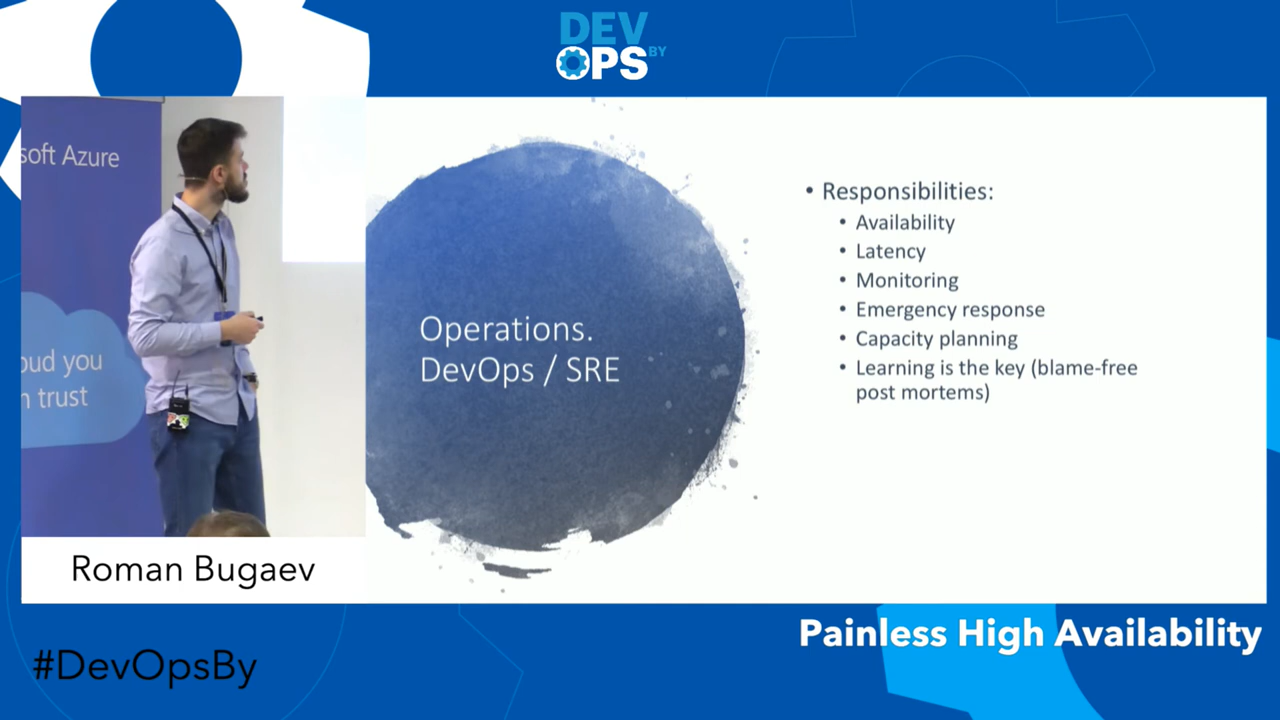 DEV
OPS BY
soft Azure
oud you
n trust
Operations.
DevOps / SRE
• Responsibilities:
• Availability
• Latency
• Monitoring
• Emergency response
• Capacity planning
• Learning is the key (blame-free
post mortems)
Roman Bugaev
Painless High Availability
#DevOpsBy